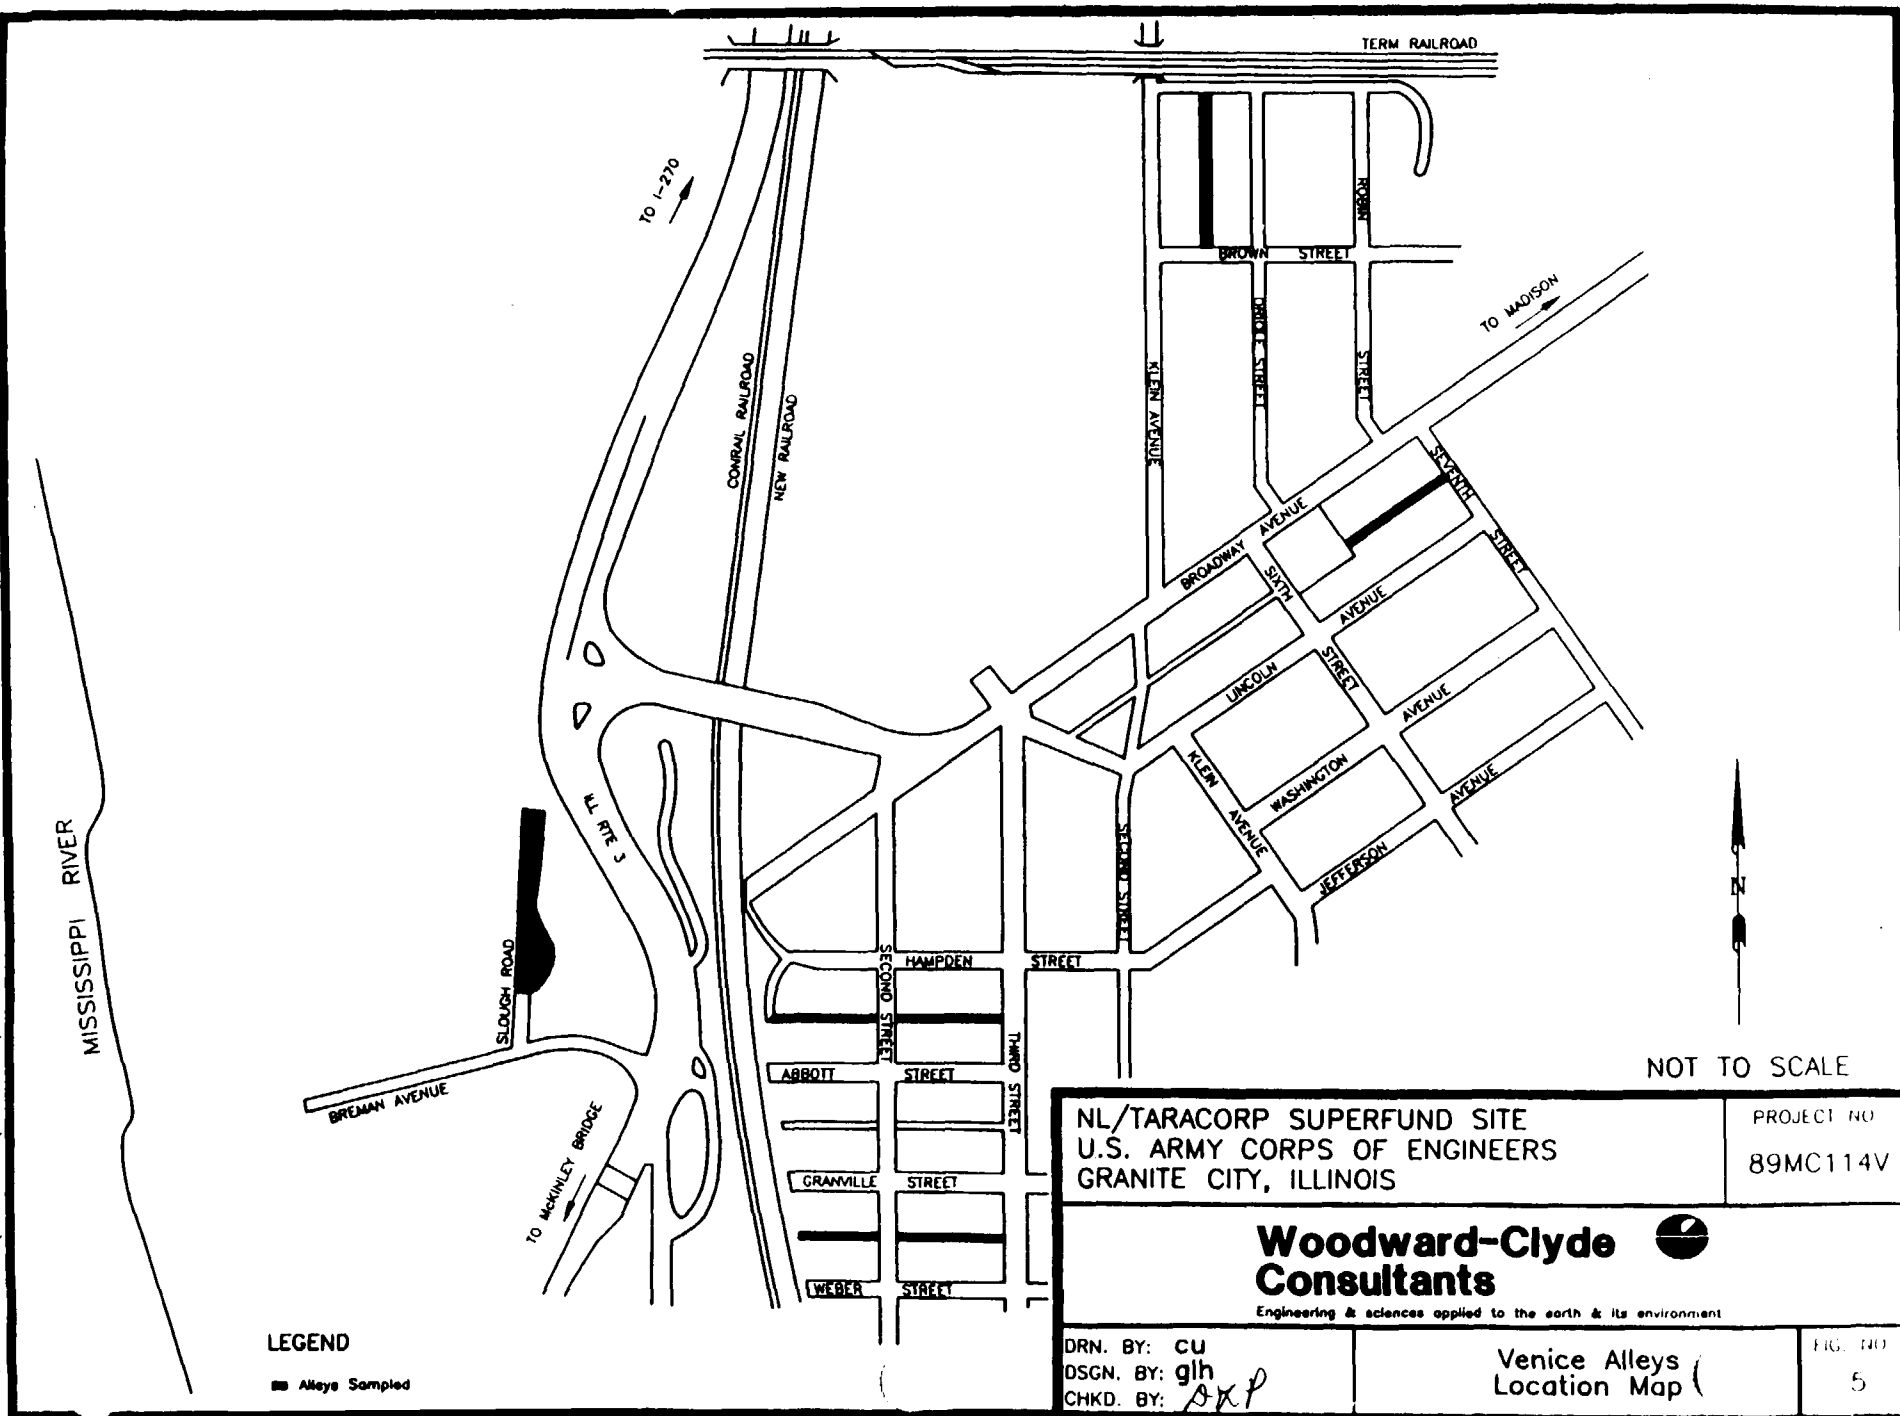 TERM RAILROAD
TO I-270
ROBIN
BROWN STREET
TO MADISON
STREET
STREET
KLEIN AVENUE
CONRAIL RAILROAD
NEW RAILROAD
SEVENTH
STREET
BROADWAY AVENUE
SIXTH
STREET
LINCOLN AVENUE
WASHINGTON AVENUE
KLEIN
AVENUE
JEFFERSON AVENUE
ILL RTE 3
MISSISSIPPI RIVER
SLOUGH ROAD
SECOND STREET
HAMPDEN STREET
SECOND STREET
THIRD STREET
ABBOTT STREET
BREMAN AVENUE
TO McKINLEY BRIDGE
GRANVILLE STREET
WEBER STREET
N
NOT TO SCALE
NL/TARACORP SUPERFUND SITE
U.S. ARMY CORPS OF ENGINEERS
GRANITE CITY, ILLINOIS
PROJECT NO
89MC114V
Woodward-Clyde
Consultants
Engineering & sciences applied to the earth & its environment
DRN. BY: CU
DSGN. BY: glh
CHKD. BY: DKP
Venice Alleys
Location Map
FIG. NO
5
LEGEND
Alleys Sampled